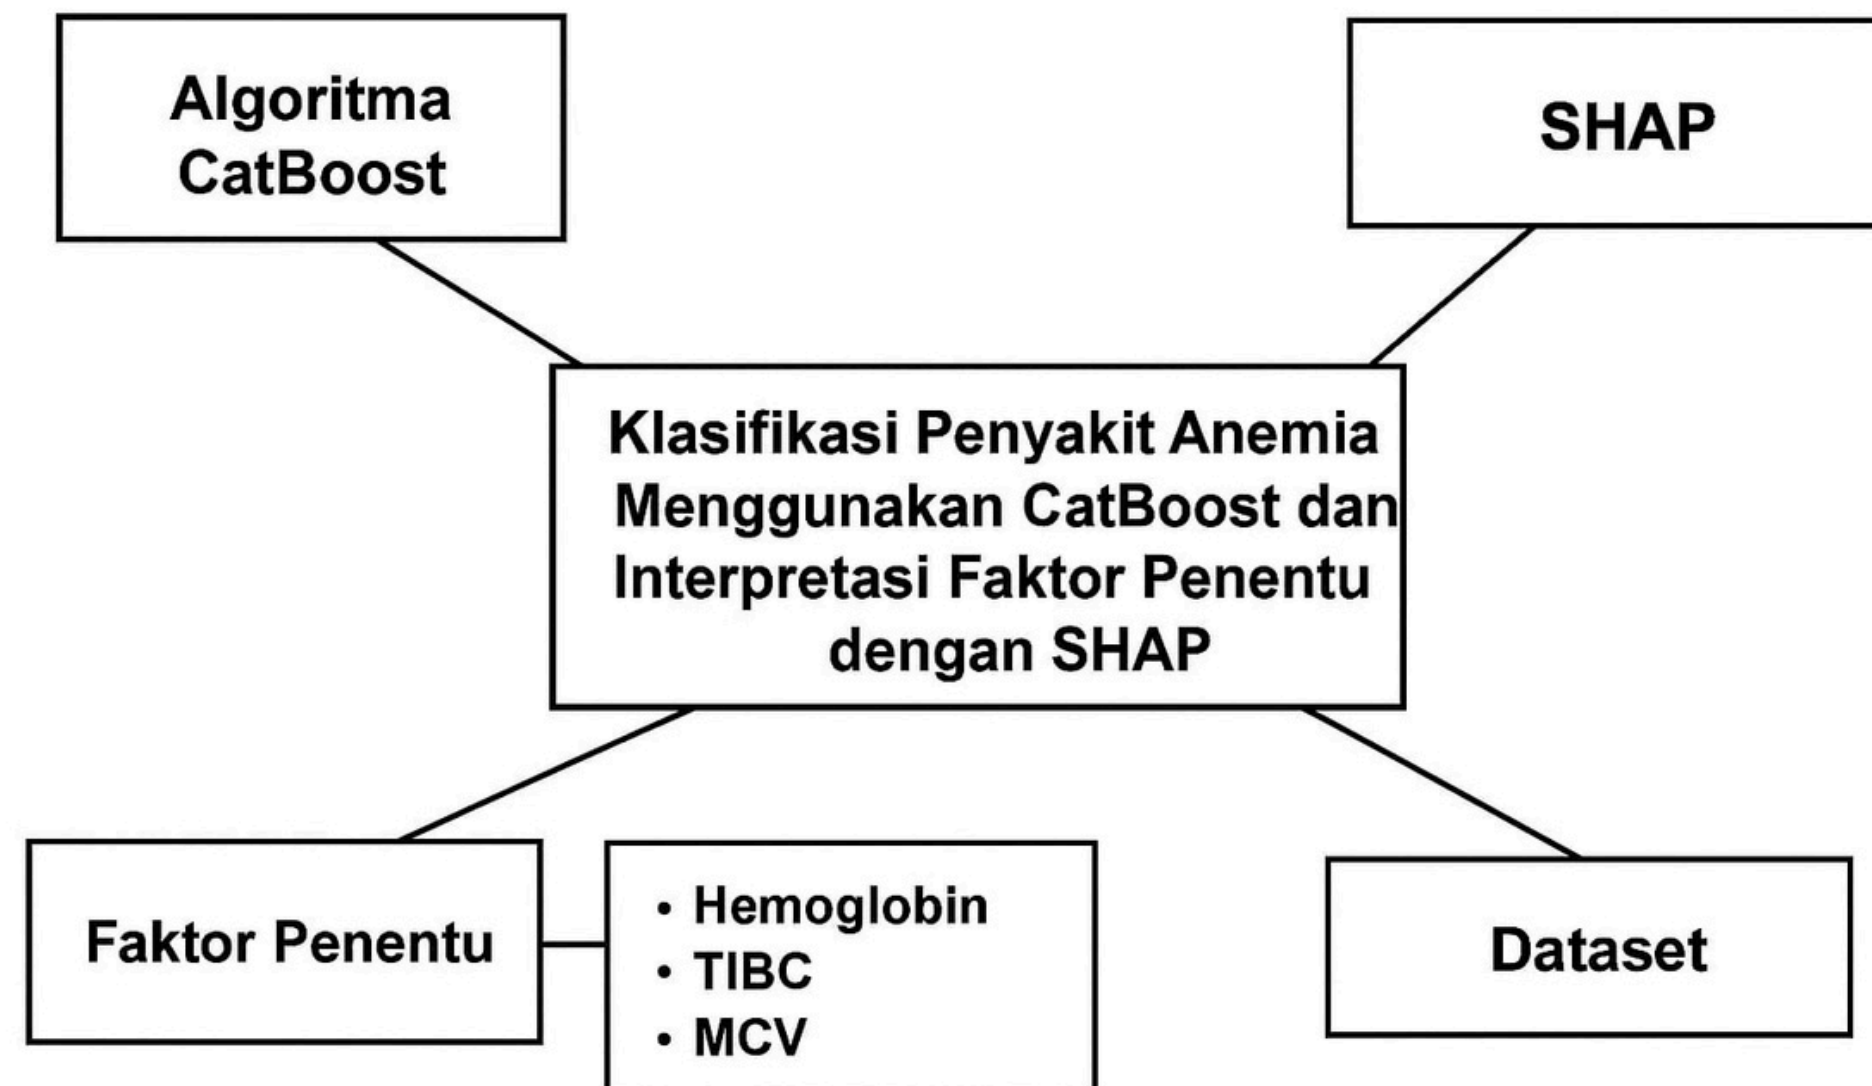 Algoritma
CatBoost
SHAP
Klasifikasi Penyakit Anemia
Menggunakan CatBoost dan
Interpretasi Faktor Penentu
dengan SHAP
Faktor Penentu
• Hemoglobin
• TIBC
• MCV
Dataset